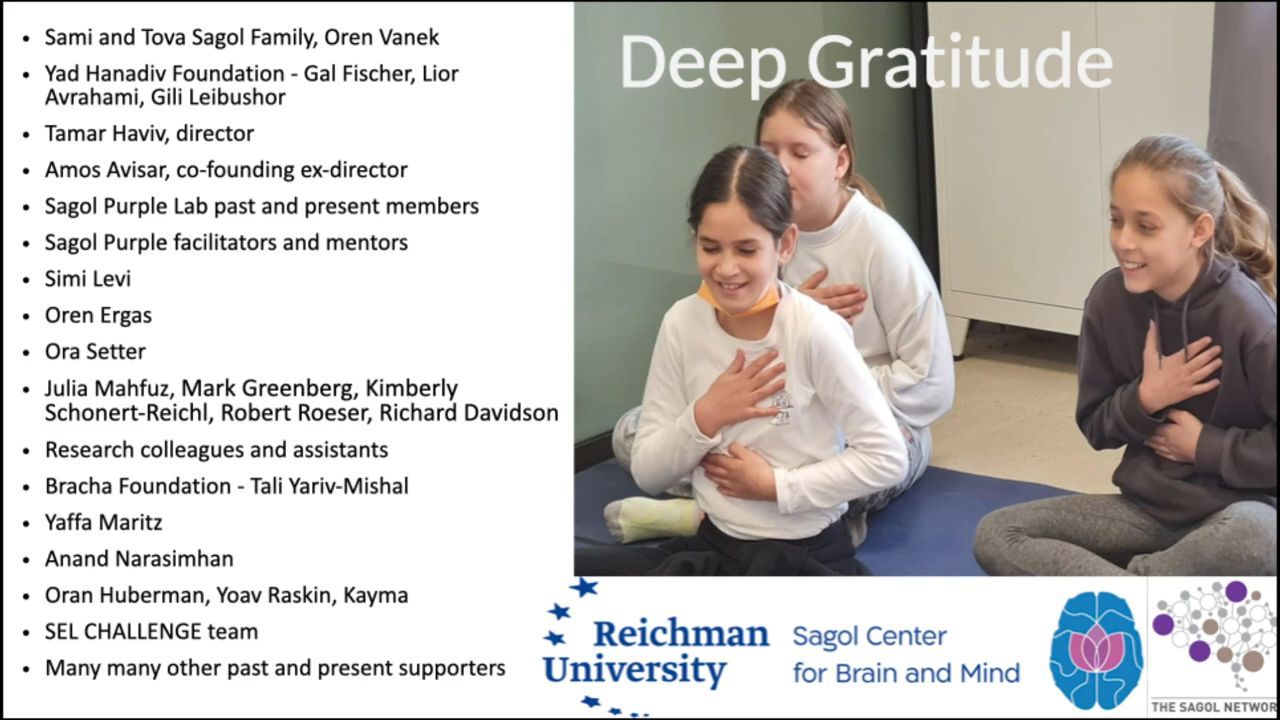 • Sami and Tova Sagol Family, Oren Vanek
• Yad Hanadiv Foundation - Gal Fischer, Lior
Avrahami, Gili Leibushor
• Tamar Haviv, director
• Amos Avisar, co-founding ex-director
• Sagol Purple Lab past and present members
• Sagol Purple facilitators and mentors
• Simi Levi
• Oren Ergas
• Ora Setter
• Julia Mahfuz, Mark Greenberg, Kimberly
Schonert-Reichl, Robert Roeser, Richard Davidson
• Research colleagues and assistants
• Bracha Foundation - Tali Yariv-Mishal
• Yaffa Maritz
• Anand Narasimhan
• Oran Huberman, Yoav Raskin, Kayma
• SEL CHALLENGE team
• Many many other past and present supporters
Deep Gratitude
Reichman
University
Sagol Center
for Brain and Mind
THE SAGOL NETWOR